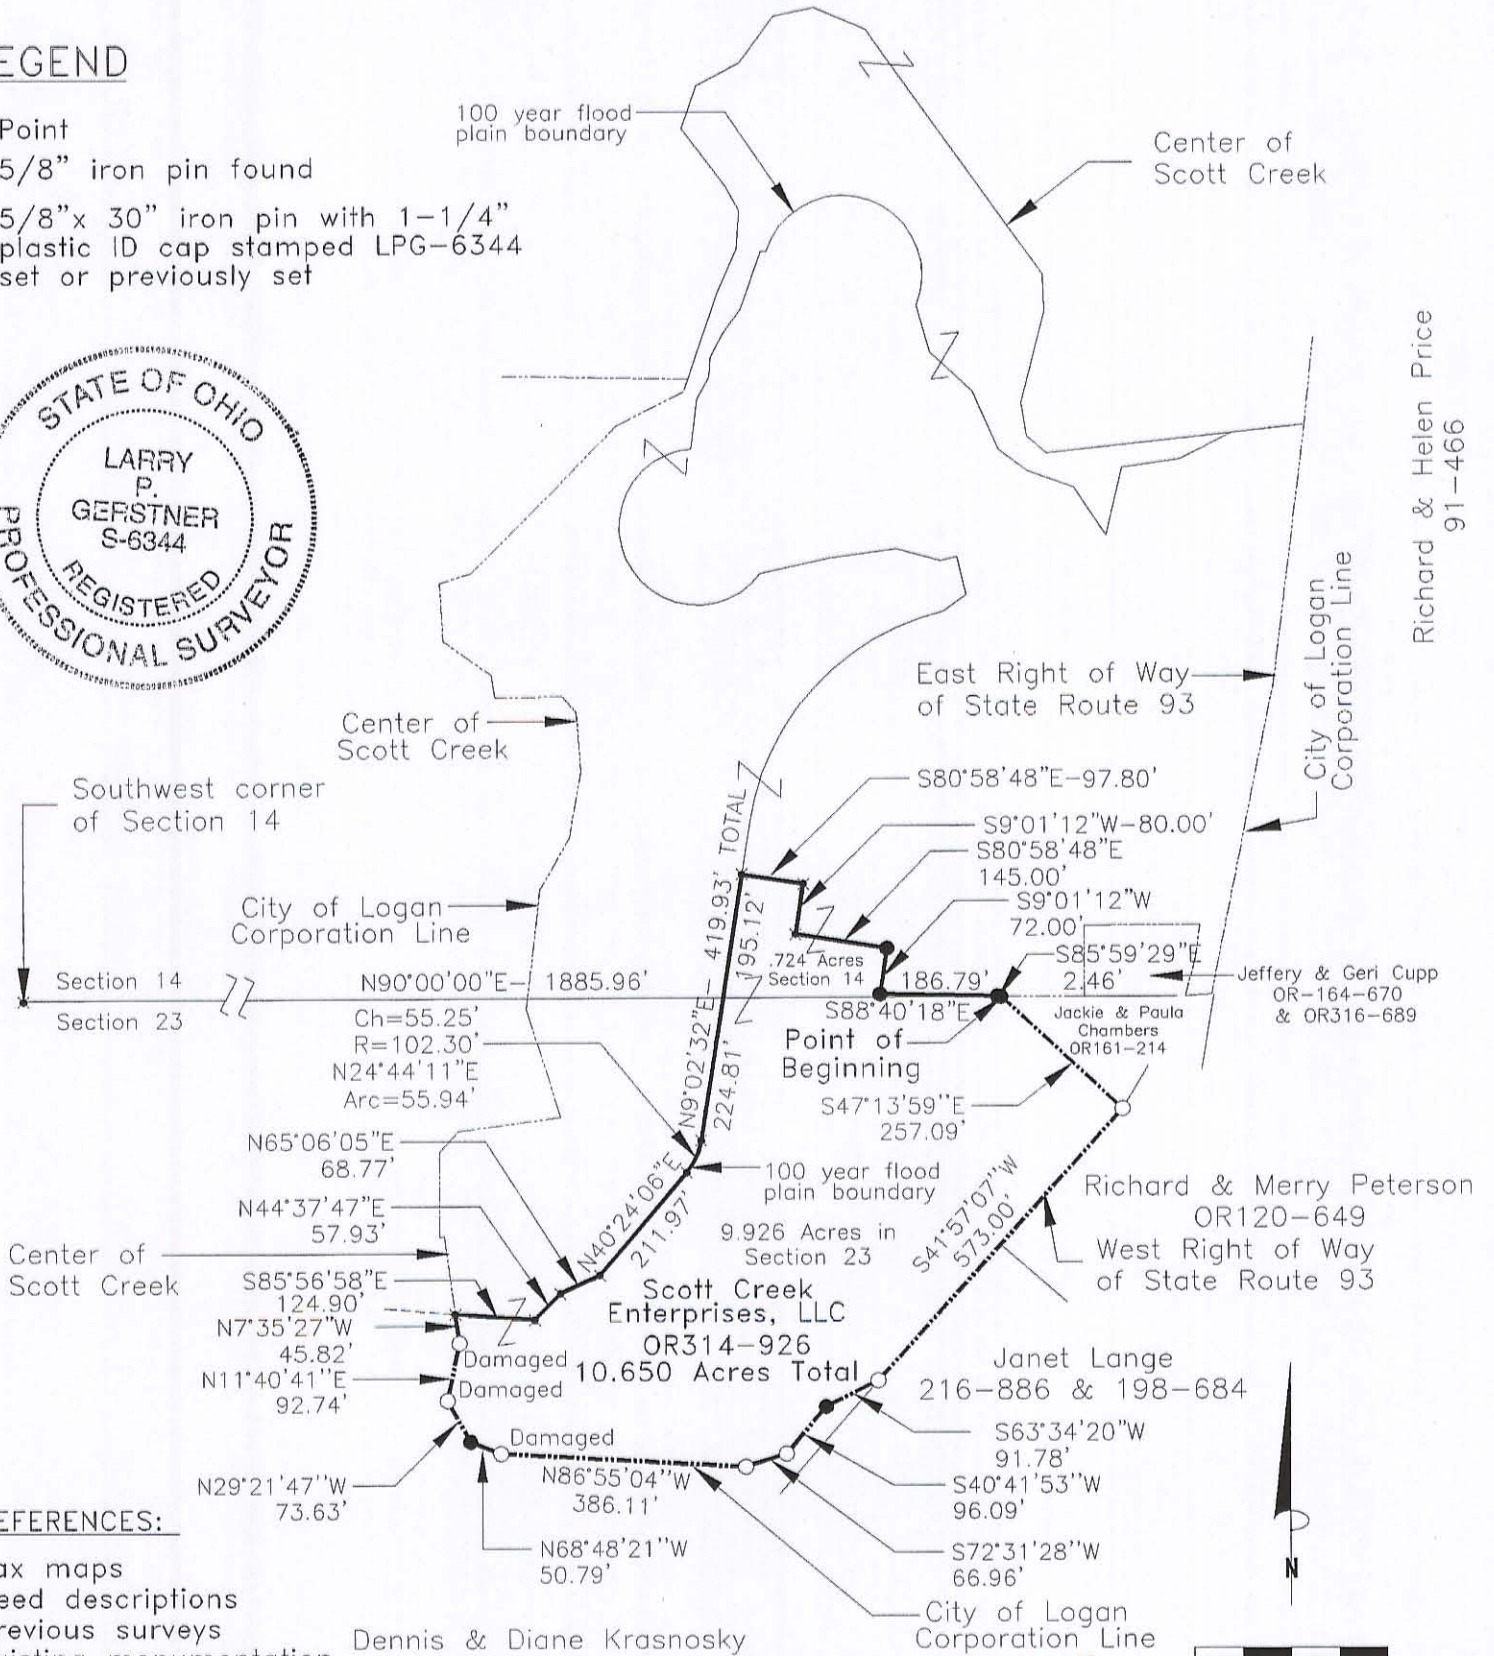 EGEND
Point
5/8" iron pin found
5/8"x 30" iron pin with 1-1/4"
plastic ID cap stamped LPG-6344
set or previously set
STATE OF OHIO
LARRY
P.
GERSTNER
S-6344
REGISTERED
PROFESSIONAL SURVEYOR
100 year flood
plain boundary
Center of
Scott Creek
Richard & Helen Price
91-466
City of Logan
Corporation Line
East Right of Way
of State Route 93
Center of
Scott Creek
Southwest corner
of Section 14
S80°58'48"E-97.80'
S9°01'12"W-80.00'
S80°58'48"E
145.00'
S9°01'12"W
72.00'
S85°59'29"E
2.46'
City of Logan
Corporation Line
N9°02'32"E- 419.93' TOTAL
195.12'
224.81'
.724 Acres
Section 14
186.79'
S88°40'18"E
Jeffery & Geri Cupp
OR-164-670
& OR316-689
Section 14
Section 23
N90°00'00"E- 1885.96'
Ch=55.25'
R=102.30'
N24°44'11"E
Arc=55.94'
Point of
Beginning
Jackie & Paula
Chambers
OR161-214
S47°13'59"E
257.09'
N65°06'05"E
68.77'
N40°24'06"E
211.97'
100 year flood
plain boundary
N44°37'47"E
57.93'
9.926 Acres in
Section 23
S41°57'07"W
573.00'
Richard & Merry Peterson
OR120-649
West Right of Way
of State Route 93
Center of
Scott Creek
S85°56'58"E
124.90'
Scott Creek
Enterprises, LLC
OR314-926
10.650 Acres Total
N7°35'27"W
45.82'
Damaged
N11°40'41"E
92.74'
Damaged
Janet Lange
216-886 & 198-684
S63°34'20"W
91.78'
Damaged
N29°21'47"W
73.63'
N86°55'04"W
386.11'
S40°41'53"W
96.09'
N68°48'21"W
50.79'
S72°31'28"W
66.96'
City of Logan
Corporation Line
N
EFERENCES:
ax maps
eed descriptions
revious surveys
Dennis & Diane Krasnosky